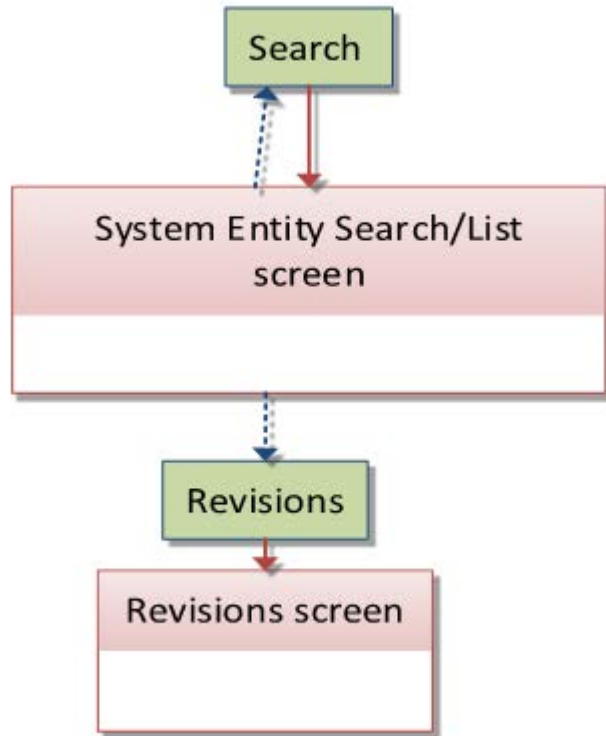 Search
System Entity Search/List
screen
Revisions
Revisions screen